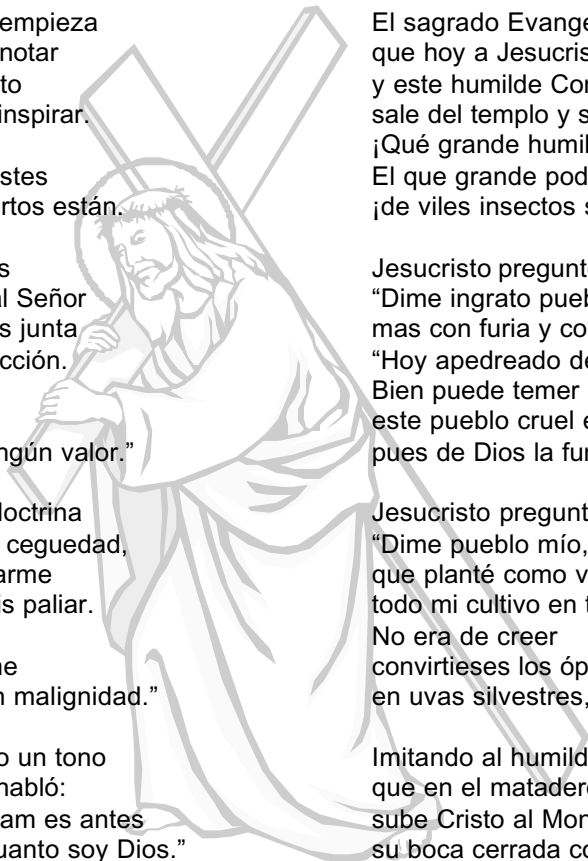 empieza
notar
to
inspirar.
stes
rtos están.
s
al Señor
s junta
cción.
ngún valor.”
doctrina
ceguedad,
arme
is paliar.
ne
n malignidad.”
o un tono
habló:
am es antes
uanto soy Dios.”
El sagrado Evange
que hoy a Jesucris
y este humilde Cor
sale del templo y s
¡Qué grande humil
El que grande pod
¡de viles insectos s
Jesucristo pregunt
“Dime ingrato pueb
mas con furia y co
“Hoy apedreado de
Bien puede temer
este pueblo cruel e
pues de Dios la fur
Jesucristo pregunt
“Dime pueblo mío,
que planté como v
todo mi cultivo en t
No era de creer
convirtieses los óp
en uvas silvestres,
Imitando al humild
que en el matadero
sube Cristo al Mon
su boca cerrada co